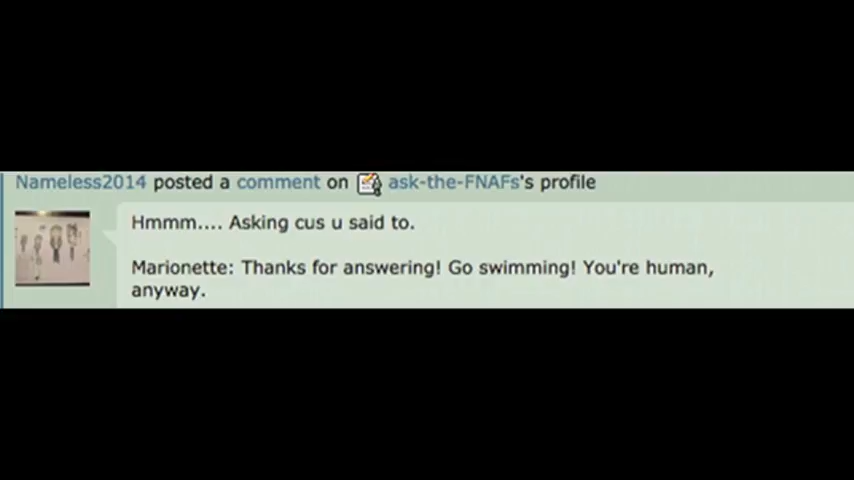 Nameless2014 posted a comment on ask-the-FNAFs's profile
Hmmm.... Asking cus u said to.
Marionette: Thanks for answering! Go swimming! You're human,
anyway.